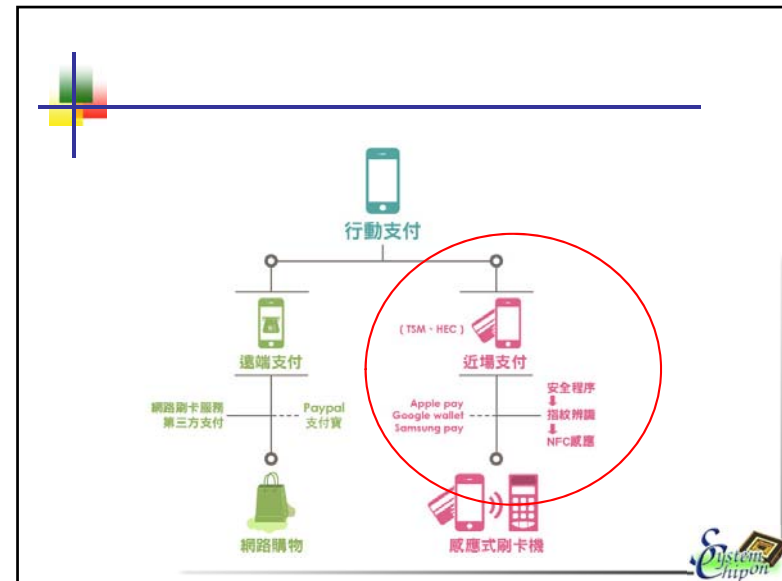 行動支付
遠端支付
網路刷卡服務
第三方支付
Paypal
支付寶
網路購物
( TSM、HEC )
近場支付
Apple pay
Google wallet
Samsung pay
安全程序
指紋辨識
NFC感應
感應式刷卡機
System
Chipon